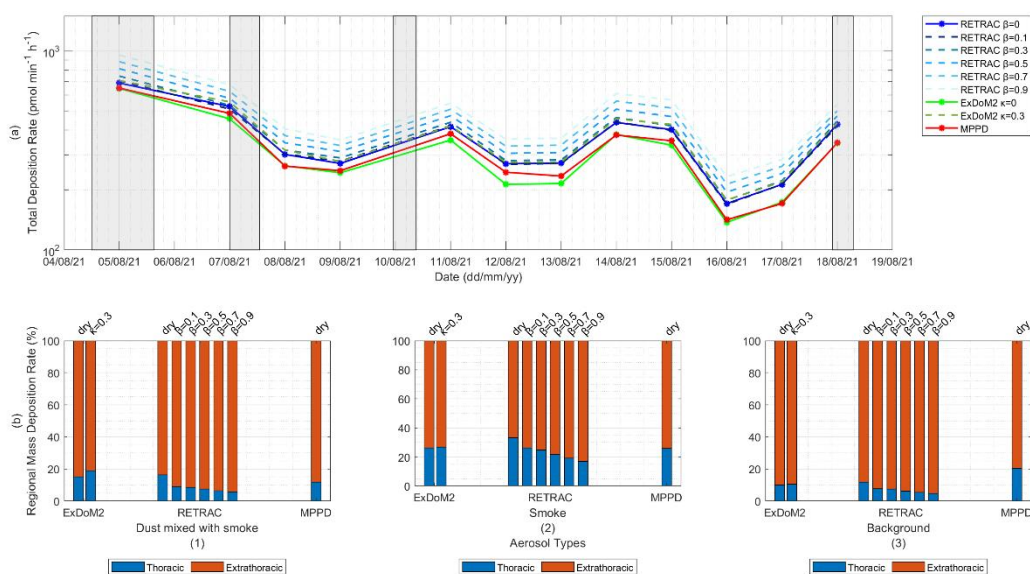 10³
10²
(a)
Total Deposition Rate (pmol min⁻¹ h⁻¹)
04/08/21 05/08/21 06/08/21 07/08/21 08/08/21 09/08/21 10/08/21 11/08/21 12/08/21 13/08/21 14/08/21 15/08/21 16/08/21 17/08/21 18/08/21 19/08/21
Date (dd/mm/yy)
RETRAC β=0
RETRAC β=0.1
RETRAC β=0.3
RETRAC β=0.5
RETRAC β=0.7
RETRAC β=0.9
ExDoM2 κ=0
ExDoM2 κ=0.3
MPPD
(b)
Regional Mass Deposition Rate (%)
dry κ=0.3 dry β=0.1 β=0.3 β=0.5 β=0.7 β=0.9 dry
100
80
60
40
20
0
ExDoM2 RETRAC MPPD
Dust mixed with smoke
(1)
Thoracic Extrathoracic
dry κ=0.3 dry β=0.1 β=0.3 β=0.5 β=0.7 β=0.9 dry
100
80
60
40
20
0
ExDoM2 RETRAC MPPD
Smoke
(2)
Aerosol Types
Thoracic Extrathoracic
dry κ=0.3 dry β=0.1 β=0.3 β=0.5 β=0.7 β=0.9 dry
100
80
60
40
20
0
ExDoM2 RETRAC MPPD
Background
(3)
Thoracic Extrathoracic